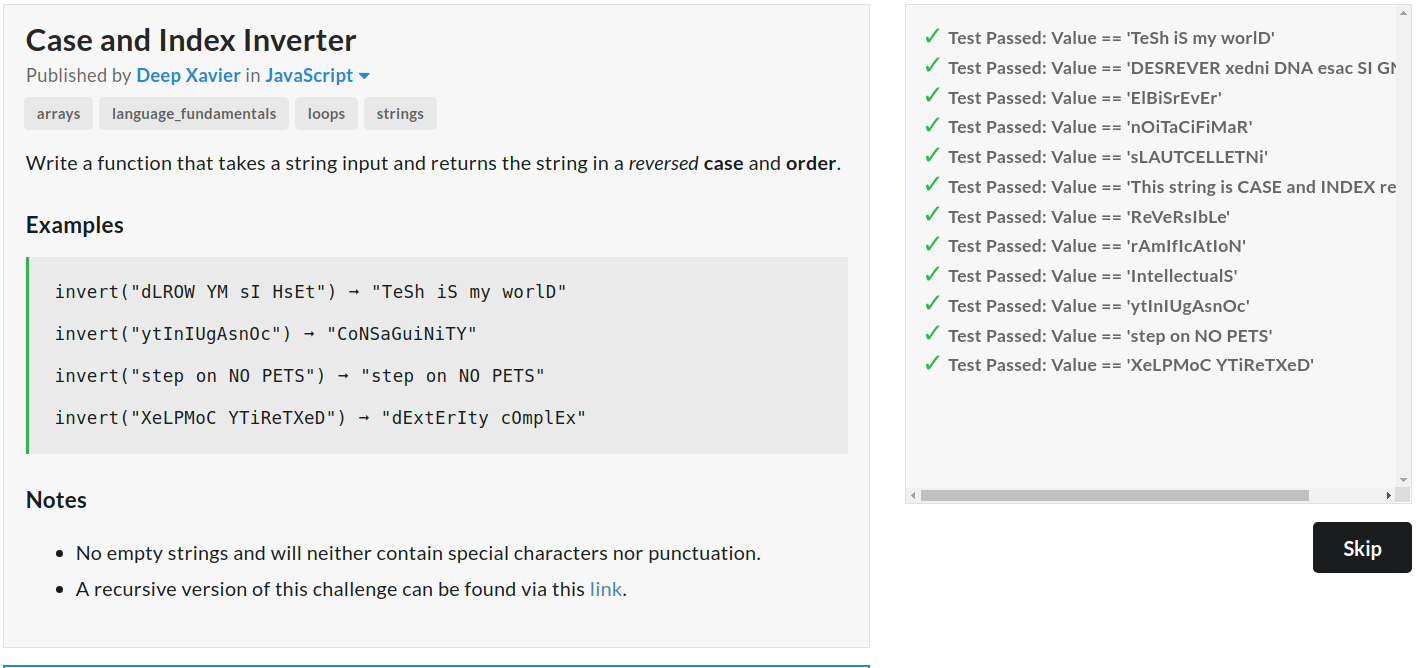 Case and Index Inverter
Published by Deep Xavier in JavaScript
arrays language_fundamentals loops strings
Write a function that takes a string input and returns the string in a reversed case and order.
Examples
invert("dLROW YM sI HsEt") → "TeSh iS my worlD"
invert("ytInIUgAsnOc") → "CoNSaGuiNiTY"
invert("step on NO PETS") → "step on NO PETS"
invert("XeLPMoC YTiReTXeD") → "dExtErIty cOmplEx"
Notes
No empty strings and will neither contain special characters nor punctuation.
A recursive version of this challenge can be found via this link.
✓ Test Passed: Value == 'TeSh iS my worlD'
✓ Test Passed: Value == 'DESREVER xedni DNA esac SI GN
✓ Test Passed: Value == 'ElBiSrEvEr'
✓ Test Passed: Value == 'nOiTaCiFiMaR'
✓ Test Passed: Value == 'sLAUTCELLETNi'
✓ Test Passed: Value == 'This string is CASE and INDEX re
✓ Test Passed: Value == 'ReVeRsIbLe'
✓ Test Passed: Value == 'rAmIfIcAtIoN'
✓ Test Passed: Value == 'IntellectualS'
✓ Test Passed: Value == 'ytInIUgAsnOc'
✓ Test Passed: Value == 'step on NO PETS'
✓ Test Passed: Value == 'XeLPMoC YTiReTXeD'
Skip